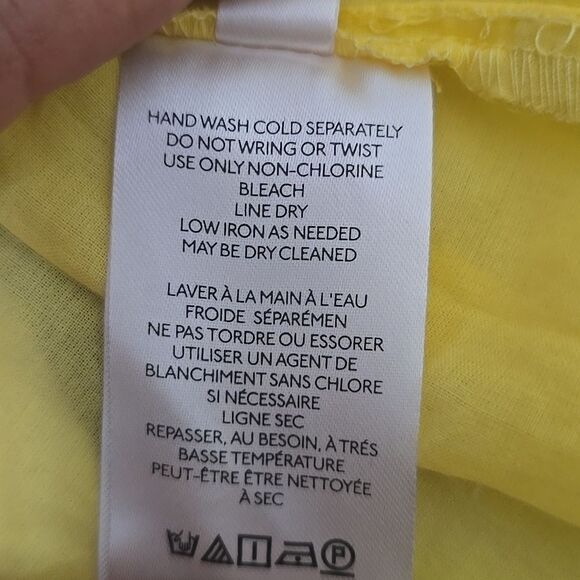 HAND WASH COLD SEPARATELY
DO NOT WRING OR TWIST
USE ONLY NON-CHLORINE
BLEACH
LINE DRY
LOW IRON AS NEEDED
MAY BE DRY CLEANED
LAVER À LA MAIN À L'EAU
FROIDE SÉPARÉMEN
NE PAS TORDRE OU ESSORER
UTILISER UN AGENT DE
BLANCHIMENT SANS CHLORE
SI NÉCESSAIRE
LIGNE SEC
REPASSER, AU BESOIN, À TRÉS
BASSE TEMPÉRATURE
PEUT-ÊTRE ÊTRE NETTOYÉE
À SEC
P